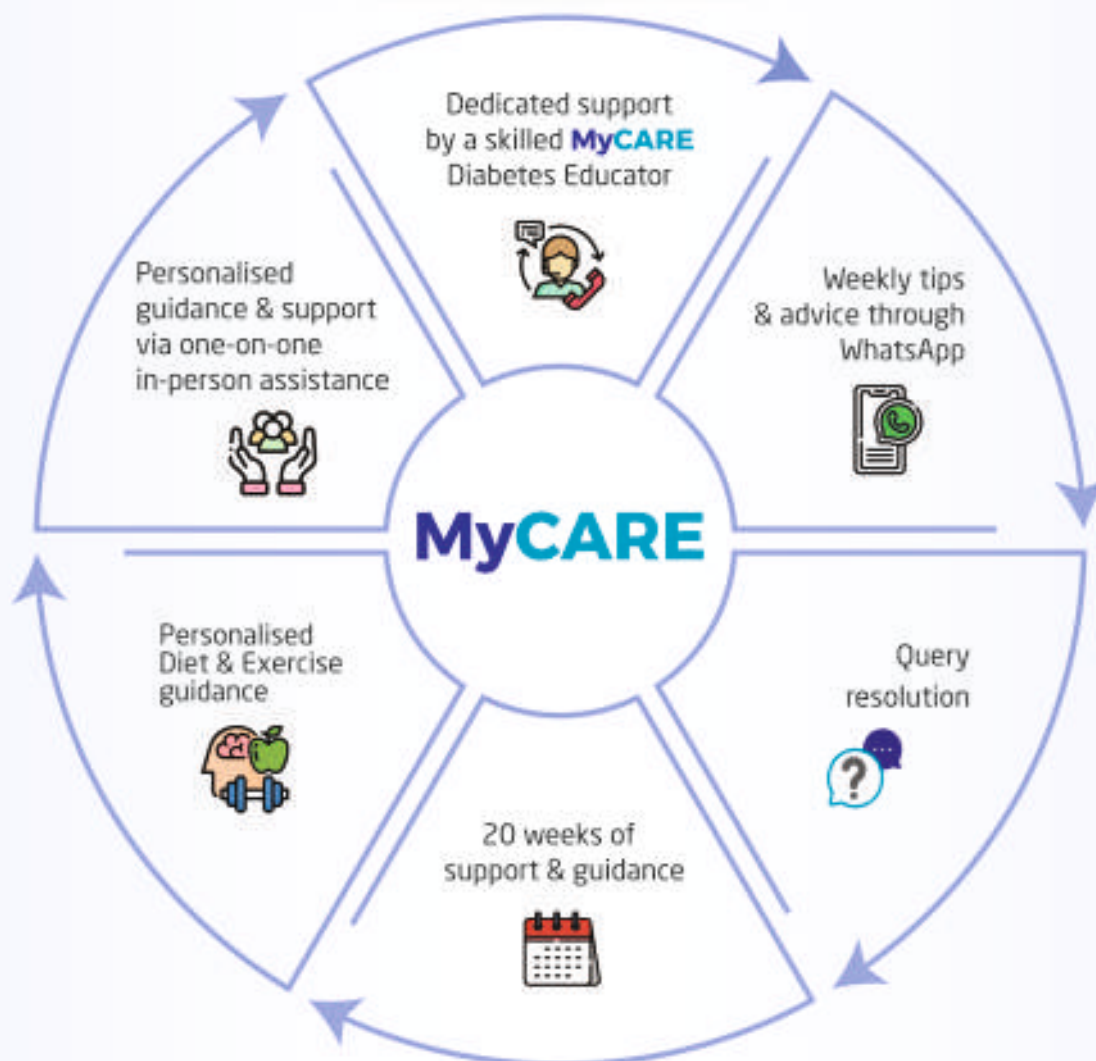 Dedicated support
by a skilled MyCARE
Diabetes Educator
Weekly tips
& advice through
WhatsApp
Query
resolution
20 weeks of
support & guidance
Personalised
Diet & Exercise
guidance
Personalised
guidance & support
via one-on-one
in-person assistance
MyCARE